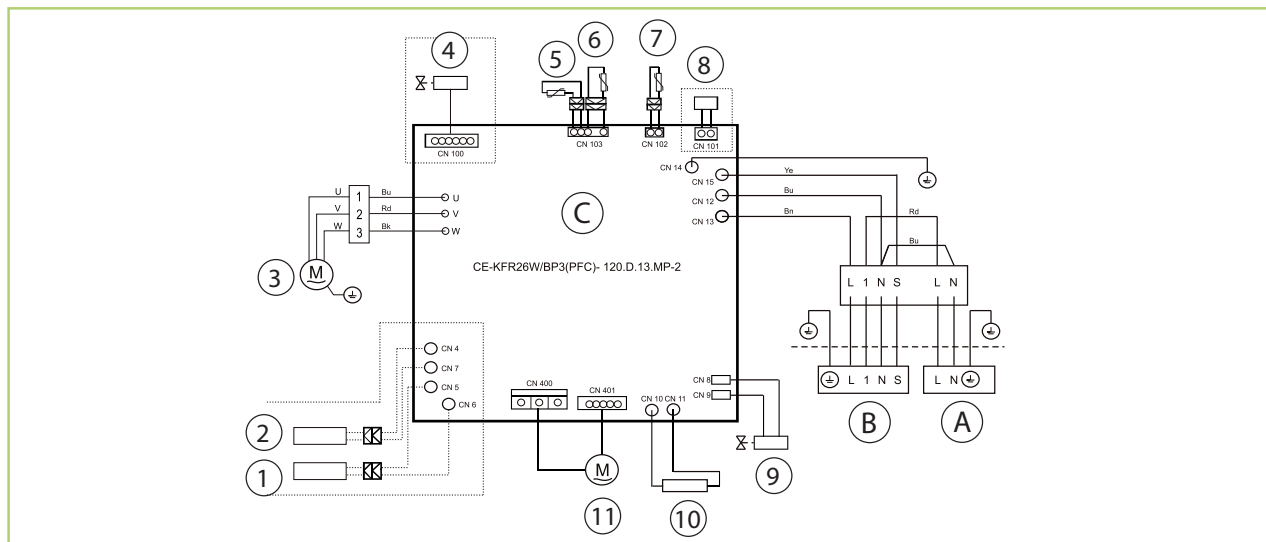 4
5
6
7
8
CN 100
CN 103
CN 102
CN 101
CN 14
CN 15
Ye
CN 12
Bu
CN 13
Bn
Rd
Bu
U
1
Bu
U
V
2
Rd
V
W
3
Bk
W
C
3
M
CE-KFR26W/BP3(PFC)- 120.D.13.MP-2
L 1 N S L N
CN 4
CN 7
CN 5
CN 6
CN 400
CN 401
CN 10
CN 11
CN 8
CN 9
L 1 N S
L N
B
A
2
1
M
11
10
9